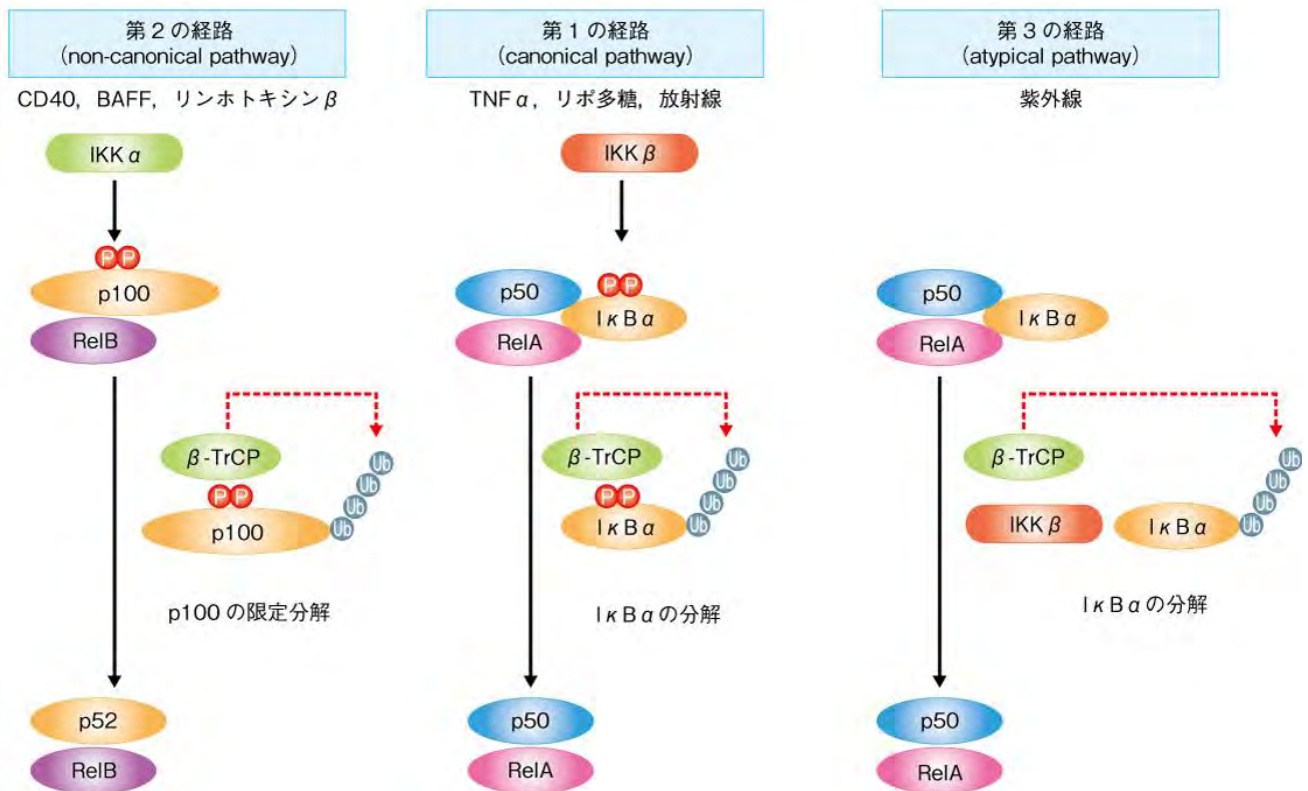 第2の経路
(non-canonical pathway)
CD40, BAFF, リンホトキシンβ
IKKα
P P
p100
RelB
β-TrCP
P P
p100
Ub
Ub
Ub
Ub
p100の限定分解
p52
RelB
第1の経路
(canonical pathway)
TNFα, リポ多糖, 放射線
IKKβ
P P
p50
IκBα
RelA
β-TrCP
P P
IκBα
Ub
Ub
Ub
Ub
IκBαの分解
p50
RelA
第3の経路
(atypical pathway)
紫外線
p50
IκBα
RelA
β-TrCP
IKKβ
IκBα
Ub
Ub
Ub
Ub
IκBαの分解
p50
RelA